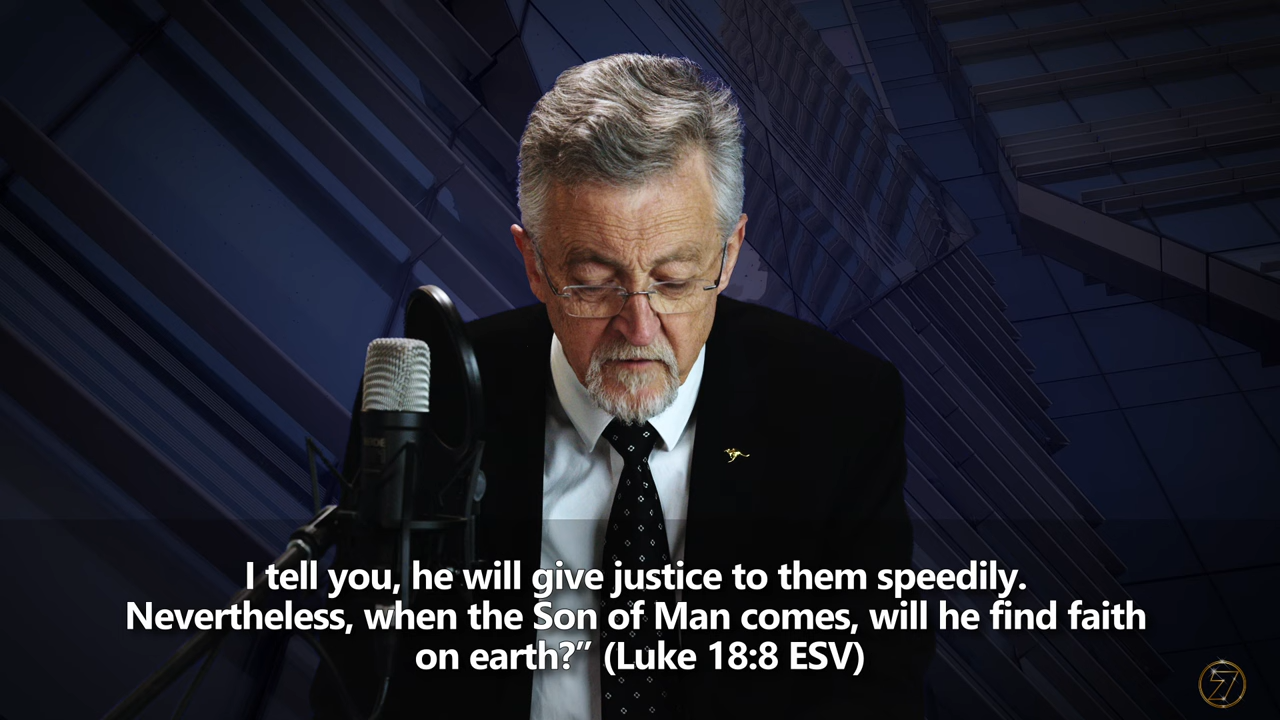 I tell you, he will give justice to them speedily.
Nevertheless, when the Son of Man comes, will he find faith
on earth?” (Luke 18:8 ESV)